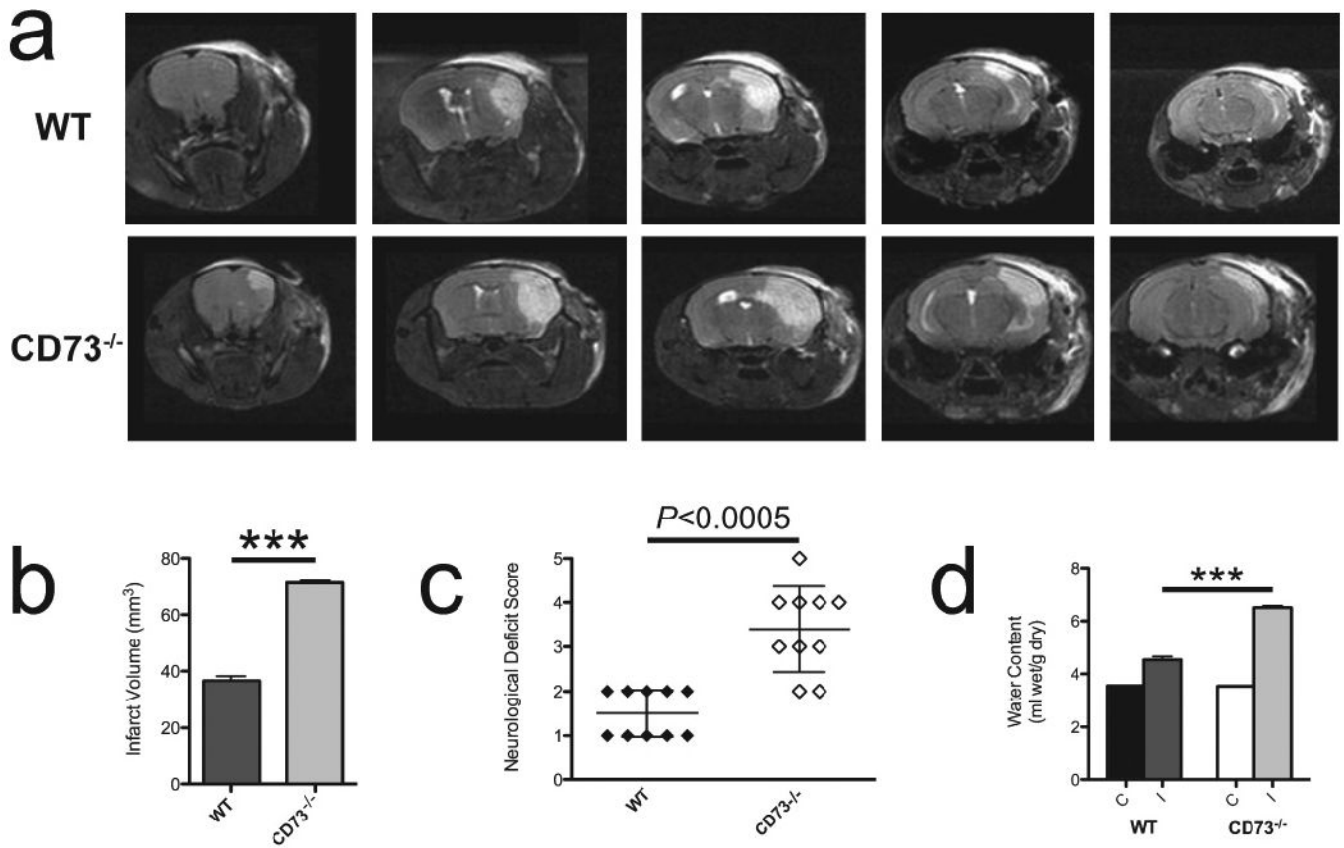 a
WT
CD73-/-
b
***
Infarct Volume (mm3)
80
60
40
20
0
WT
CD73-/-
c
P<0.0005
Neurological Deficit Score
5
4
3
2
1
0
WT
CD73-/-
d
***
Water Content
(ml wet/g dry)
8
6
4
2
0
C
I
C
I
WT
CD73-/-